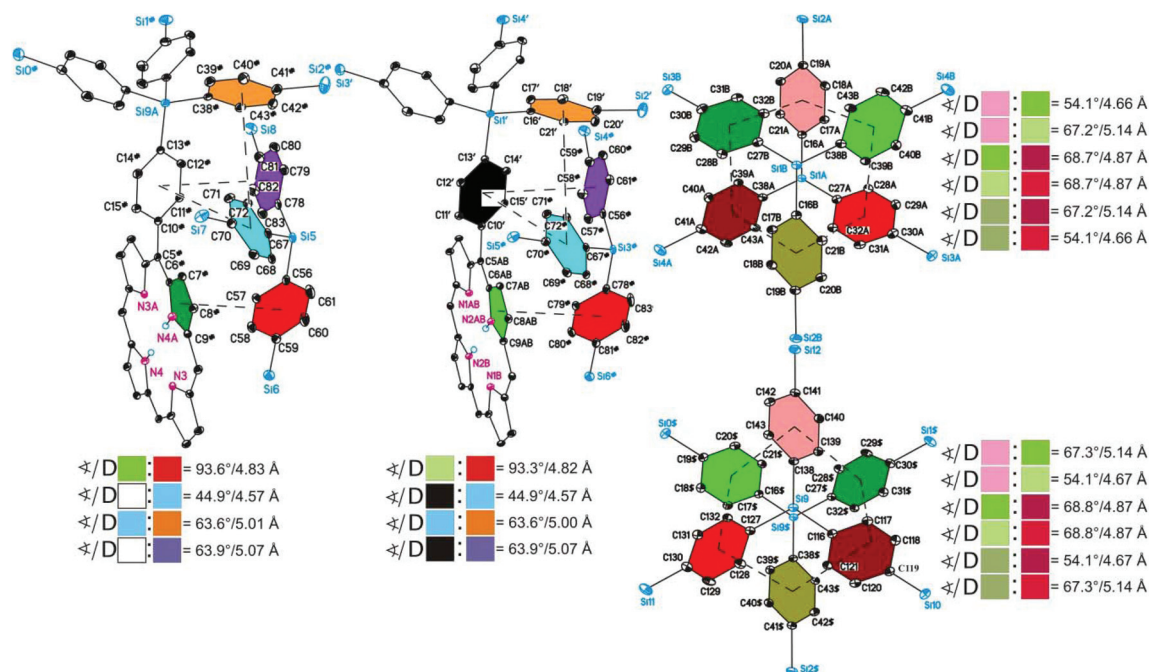 Si1*
Si0*
Si9A
39*
C40*
C41*
Si2*
Si3'
C38*
C42*
C43*
Si8
C13*
C14*
C12*
C80
C81
C79
C82
C71
C78
C15*
C11*
C72
C83
Si7
C10*
C70
C67
Si5
C5*
C69
C68
C56
C6*
C7*
N3A
C57
C61
C8*
N4A
C58
C60
C9*
C59
N4
N3
Si6
∢/D : = 93.6°/4.83 Å
∢/D : = 44.9°/4.57 Å
∢/D : = 63.6°/5.01 Å
∢/D : = 63.9°/5.07 Å
Si4'
Si3'
C17'
C18'
C19'
Si2'
Si1'
C16'
C20'
C21'
Si4*
C13'
C14'
C59*
C60*
C12'
C58*
C61*
C15'
C71*
C56*
C11'
C72*
C57*
C10'
Si5*
C70*
C67*
Si3*
C5AB
C69*
C68*
C6AB
C78*
C7AB
N1AB
C79*
C83*
N2AB
C8AB
C80*
C82*
C9AB
C81*
N2B
N1B
Si6*
∢/D : = 93.3°/4.82 Å
∢/D : = 44.9°/4.57 Å
∢/D : = 63.6°/5.00 Å
∢/D : = 63.9°/5.07 Å
Si2A
C20A
C19A
Si3B
C18A
Si4B
C31B
C32B
C43B
C42B
C30B
C21A
C17A
C41B
C29B
C16A
C28B
C27B
C38B
C40B
Si1B
C39B
Si1A
C39A
C40A
C38A
C27A
C28A
C16B
C29A
C41A
C17B
C30A
C42A
C43A
C21B
C32A
C31A
Si4A
C18B
Si3A
C19B
C20B
Si2B
∢/D : = 54.1°/4.66 Å
∢/D : = 67.2°/5.14 Å
∢/D : = 68.7°/4.87 Å
∢/D : = 68.7°/4.87 Å
∢/D : = 67.2°/5.14 Å
∢/D : = 54.1°/4.66 Å
Si12
C142
C141
C140
Si0$
C143
Si1$
C20$
C139
C29$
C19$
C21$
C138
C28$
C30$
C18$
C16$
C27$
C31$
C17$
Si9
C32$
C132
C127
Si9$
C116
C117
C131
C118
C38$
C130
C39$
C121
C119
C128
C43$
C120
C129
Si11
C40$
C42$
Si10
C41$
Si2$
∢/D : = 67.3°/5.14 Å
∢/D : = 54.1°/4.67 Å
∢/D : = 68.8°/4.87 Å
∢/D : = 68.8°/4.87 Å
∢/D : = 54.1°/4.67 Å
∢/D : = 67.3°/5.14 Å